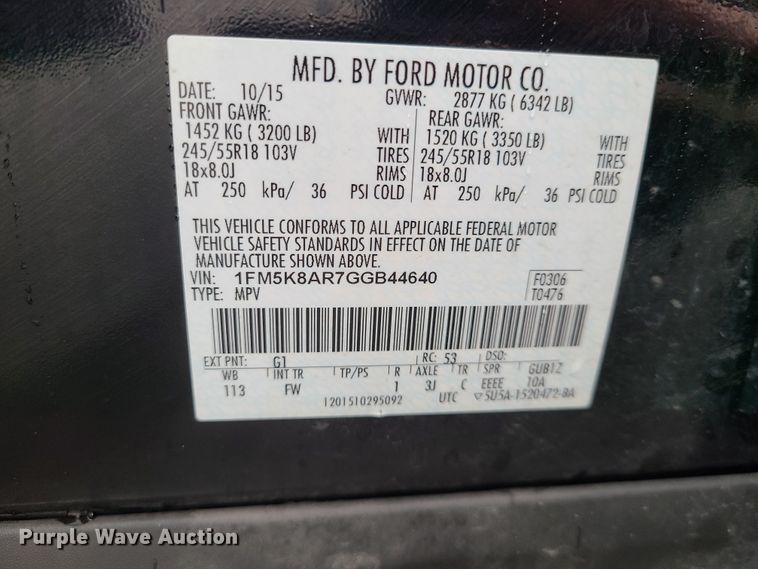 MFD. BY FORD MOTOR CO.
DATE: 10/15 GVWR: 2877 KG ( 6342 LB)
FRONT GAWR: REAR GAWR:
1452 KG ( 3200 LB) WITH 1520 KG ( 3350 LB) WITH
245/55R18 103V TIRES 245/55R18 103V TIRES
18x8.0J RIMS 18x8.0J RIMS
AT 250 kPa/ 36 PSI COLD AT 250 kPa/ 36 PSI COLD
THIS VEHICLE CONFORMS TO ALL APPLICABLE FEDERAL MOTOR
VEHICLE SAFETY STANDARDS IN EFFECT ON THE DATE OF
MANUFACTURE SHOWN ABOVE.
VIN: 1FM5K8AR7GGB44640 F0306
TYPE: MPV T0476
EXT PNT: G1 RC: 53 DSO:
WB INT TR TP/PS R AXLE TR SPR GUB1Z
113 FW 1 3J C EEEE 10A
1201510295092 UTC ▽5U5A-1520472-BA
Purple Wave Auction